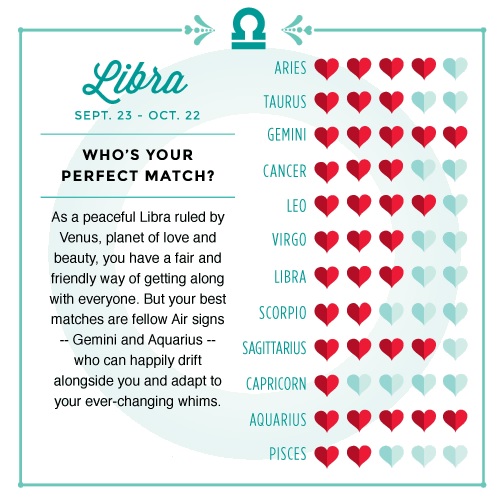 Libra
SEPT. 23 - OCT. 22
WHO'S YOUR
PERFECT MATCH?
As a peaceful Libra ruled by
Venus, planet of love and
beauty, you have a fair and
friendly way of getting along
with everyone. But your best
matches are fellow Air signs
-- Gemini and Aquarius --
who can happily drift
alongside you and adapt to
your ever-changing whims.
ARIES
TAURUS
GEMINI
CANCER
LEO
VIRGO
LIBRA
SCORPIO
SAGITTARIUS
CAPRICORN
AQUARIUS
PISCES